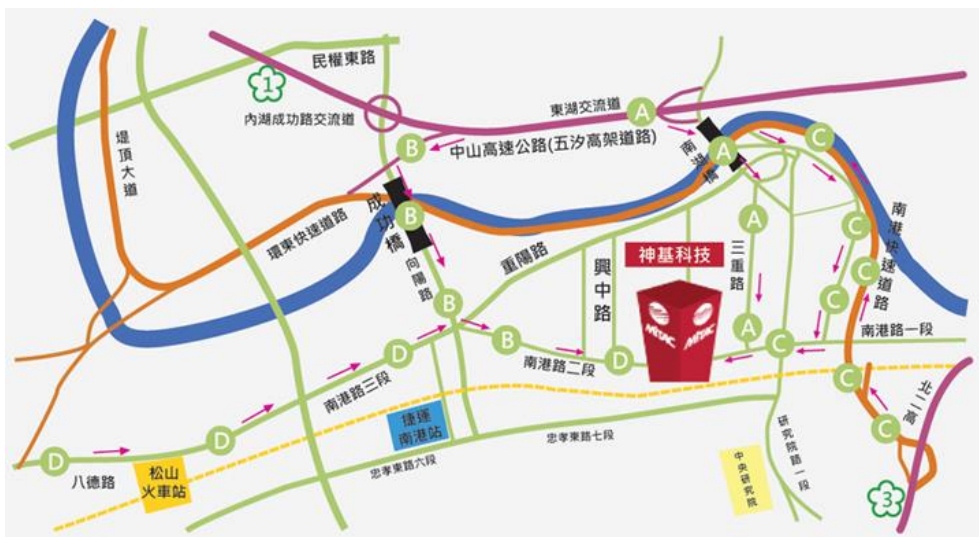 民權東路
1
內湖成功路交流道
東湖交流道
A
中山高速公路(五汐高架道路)
B
南湖橋
A
C
堤頂大道
環東快速道路
成功橋
B
向陽路
重陽路
興中路
神基科技
MiTAC
MiTAC
A
三重路
C
南港快速道路
C
C
B
B
A
C
南港路一段
D
南港路二段
D
南港路三段
C
北二高
C
捷運
南港站
忠孝東路七段
忠孝東路六段
研究院路一段
中央研究院
D
D
八德路
松山
火車站
3